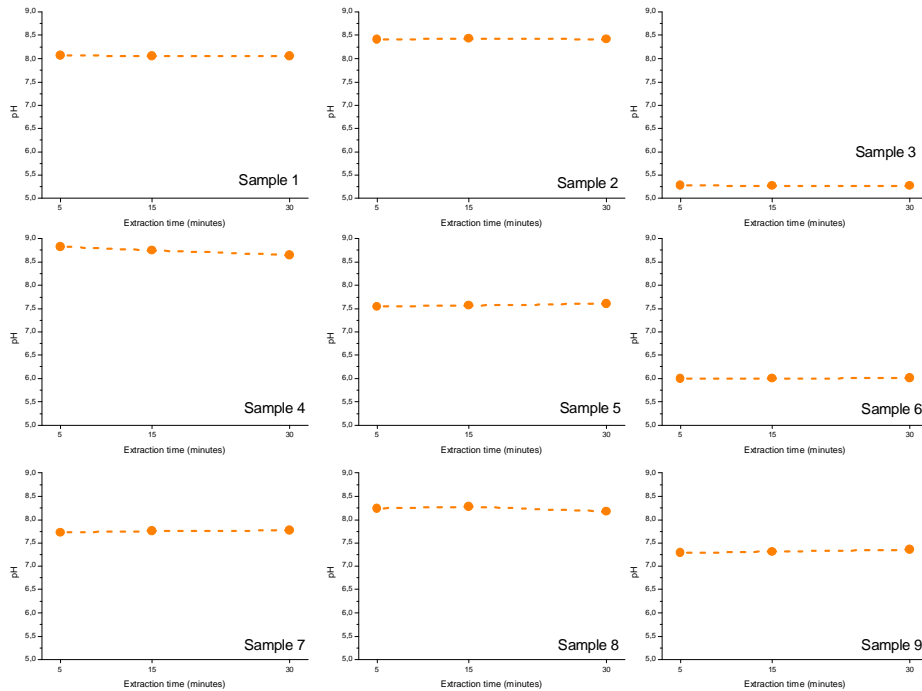 9,0
8,5
8,0
7,5
7,0
6,5
6,0
5,5
5,0
pH
5 15 30
Extraction time (minutes)
Sample 1
9,0
8,5
8,0
7,5
7,0
6,5
6,0
5,5
5,0
pH
5 15 30
Extraction time (minutes)
Sample 2
9,0
8,5
8,0
7,5
7,0
6,5
6,0
5,5
5,0
pH
5 15 30
Extraction time (minutes)
Sample 3
9,0
8,5
8,0
7,5
7,0
6,5
6,0
5,5
5,0
pH
5 15 30
Extraction time (minutes)
Sample 4
9,0
8,5
8,0
7,5
7,0
6,5
6,0
5,5
5,0
pH
5 15 30
Extraction time (minutes)
Sample 5
9,0
8,5
8,0
7,5
7,0
6,5
6,0
5,5
5,0
pH
5 15 30
Extraction time (minutes)
Sample 6
9,0
8,5
8,0
7,5
7,0
6,5
6,0
5,5
5,0
pH
5 15 30
Extraction time (minutes)
Sample 7
9,0
8,5
8,0
7,5
7,0
6,5
6,0
5,5
5,0
pH
5 15 30
Extraction time (minutes)
Sample 8
9,0
8,5
8,0
7,5
7,0
6,5
6,0
5,5
5,0
pH
5 15 30
Extraction time (minutes)
Sample 9